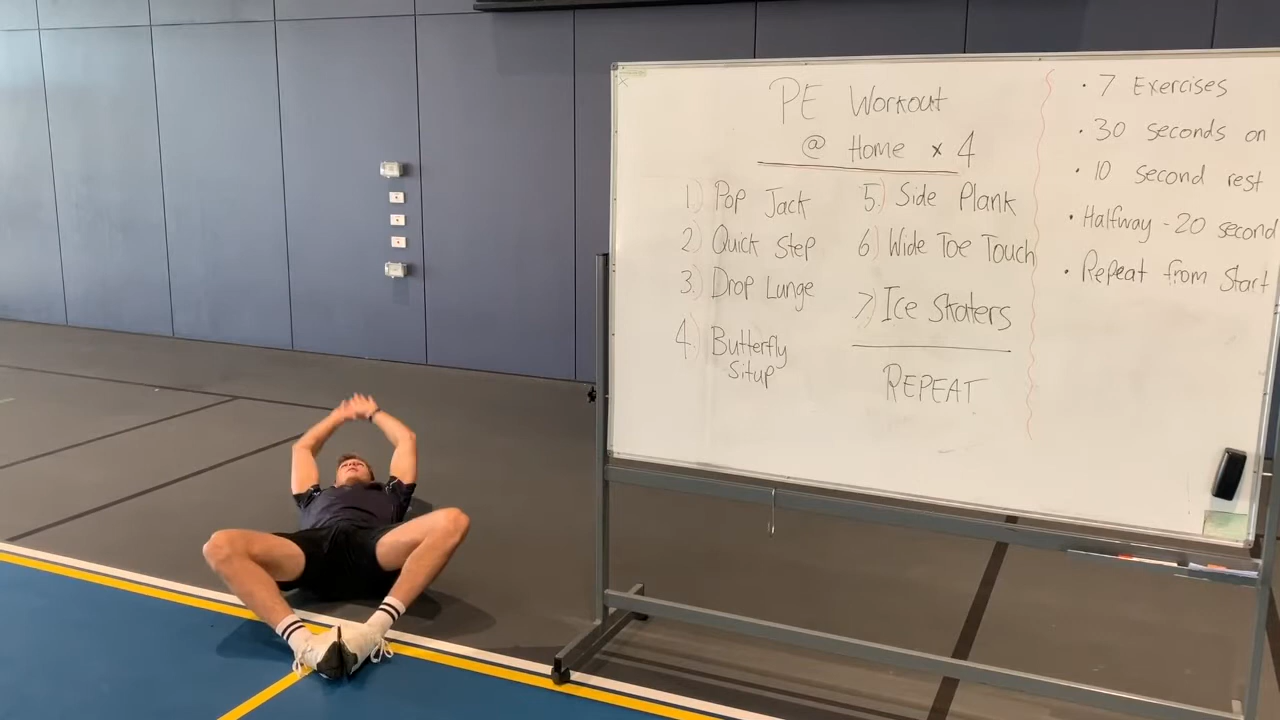 PE Workout
@ Home × 4
1) Pop Jack
2) Quick Step
3) Drop Lunge
4) Butterfly
Situp
5) Side Plank
6) Wide Toe Touch
7) Ice Skaters
REPEAT
• 7 Exercises
• 30 seconds on
• 10 second rest
• Halfway - 20 second
• Repeat from Start